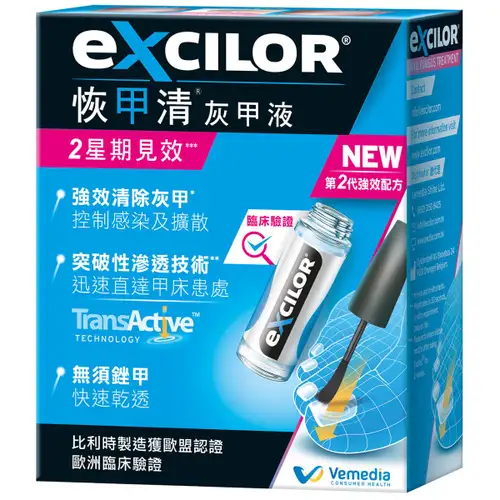 eXCILOR®
恢甲清® 灰甲液
2星期見效***
NEW
第2代強效配方
強效清除灰甲*
控制感染及擴散
臨床驗證
突破性滲透技術**
迅速直達甲床患處
TransActive™
TECHNOLOGY
無須銼甲
快速乾透
eXCILOR®
比利時製造獲歐盟認證
歐洲臨床驗證
Vemedia
CONSUMER HEALTH
eXCILOR®
Contact
www.excilor.com